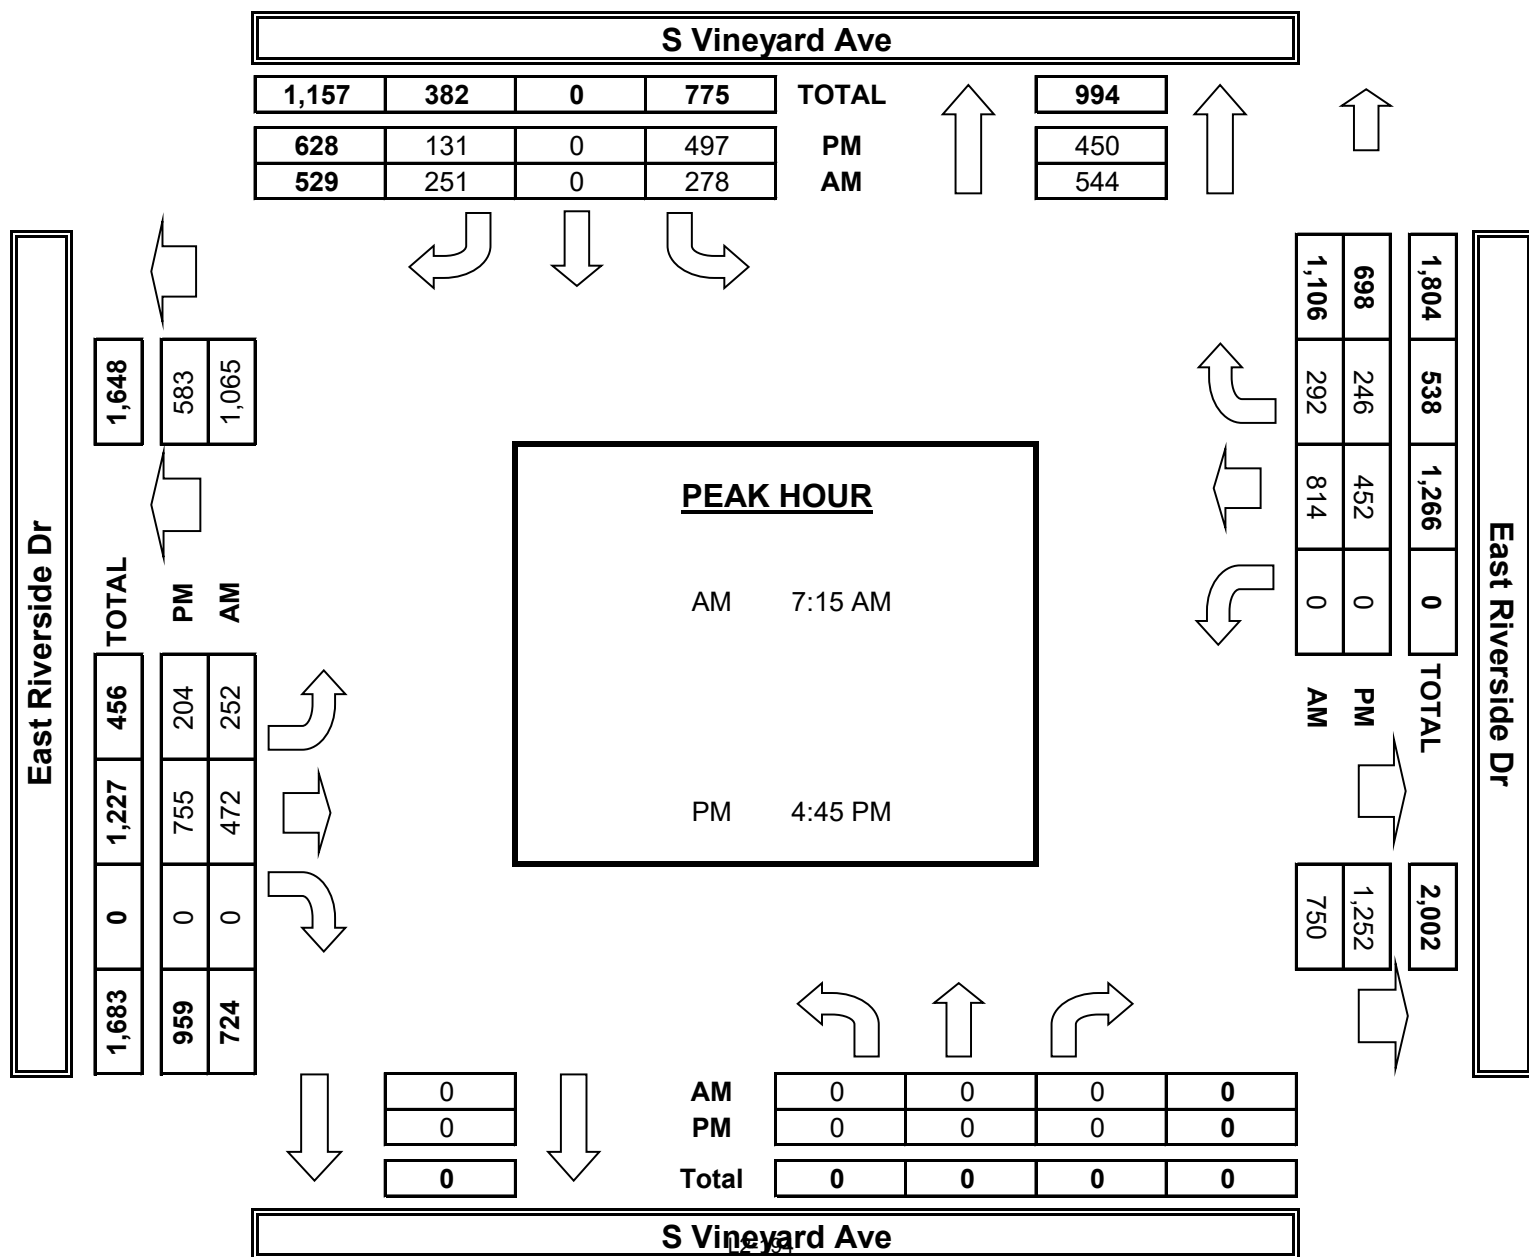 S Vineyard Ave
1,157 382 0 775 TOTAL 994
628 131 0 497 PM 450
529 251 0 278 AM 544
East Riverside Dr
1,648
583
1,065
TOTAL
PM
AM
456 1,227 0 1,683
204 755 0 959
252 472 0 724
PEAK HOUR
AM 7:15 AM
PM 4:45 PM
1,804 538 1,266 0
698 246 452 0
1,106 292 814 0
TOTAL
PM
AM
2,002
1,252
750
East Riverside Dr
0 AM 0 0 0 0
0 PM 0 0 0 0
0 Total 0 0 0 0
S Vineyard Ave
L2-194